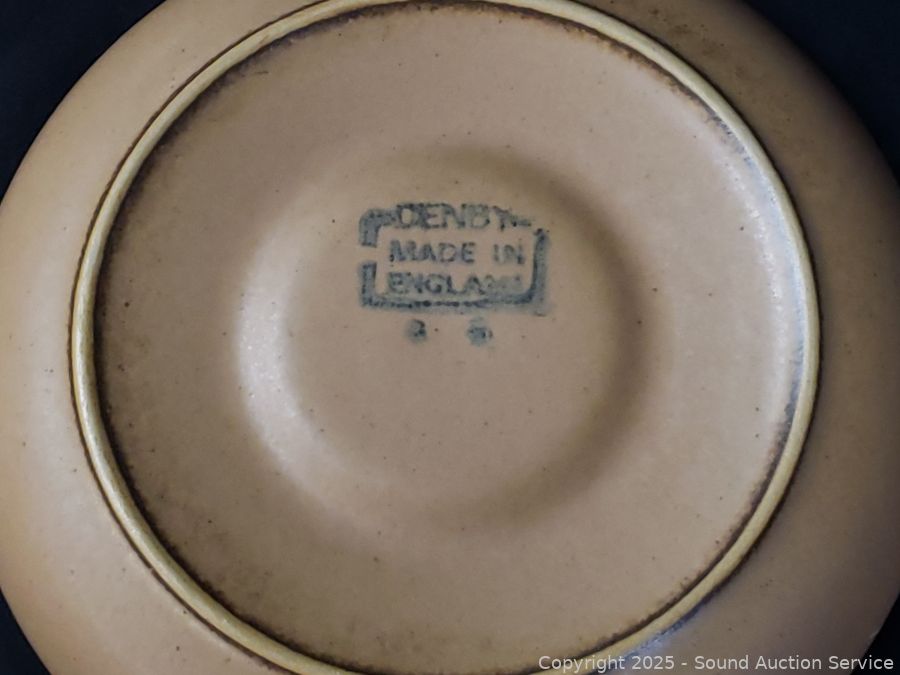 DENBY
MADE IN
ENGLAND
Copyright 2025 - Sound Auction Service